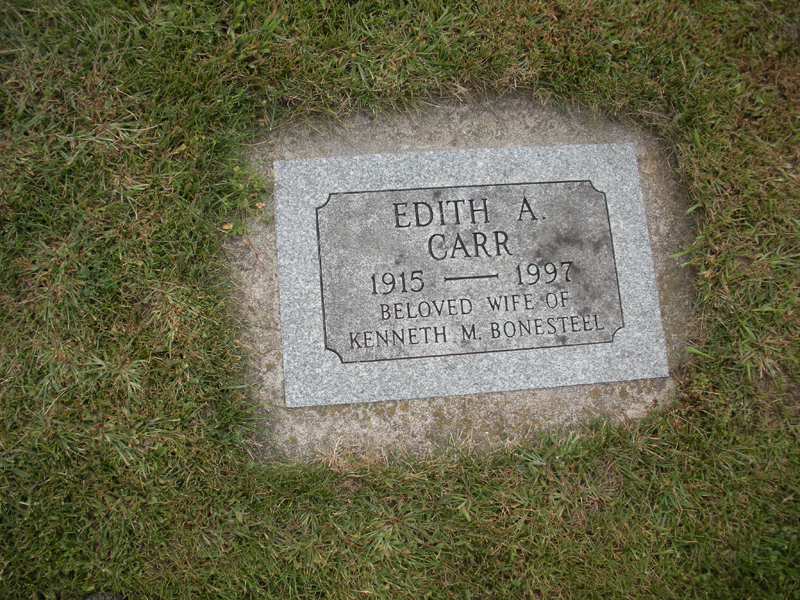 EDITH A.
CARR
1915 — 1997
BELOVED WIFE OF
KENNETH M. BONESTEEL